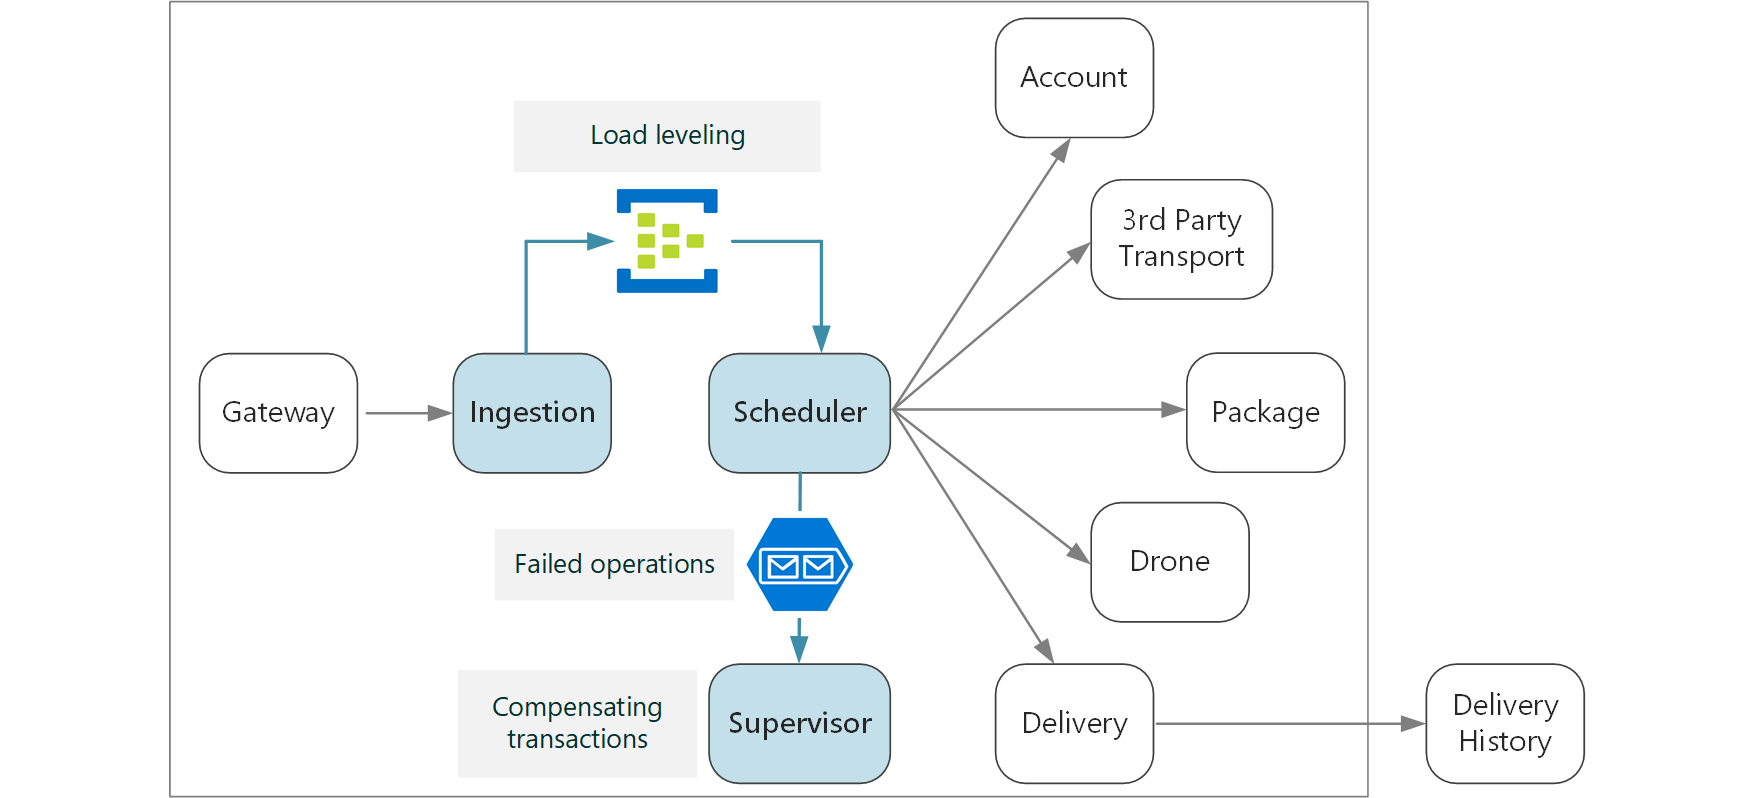 Account
Load leveling
3rd Party
Transport
Gateway
Ingestion
Scheduler
Package
Failed operations
Drone
Compensating
transactions
Supervisor
Delivery
Delivery
History